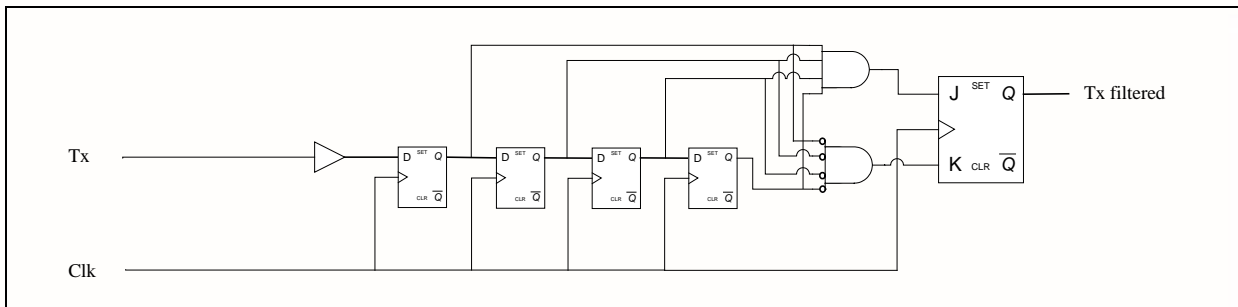 Tx
Clk
D SET Q
CLR Q
D SET Q
CLR Q
D SET Q
CLR Q
D SET Q
CLR Q
J SET Q
K CLR Q
Tx filtered